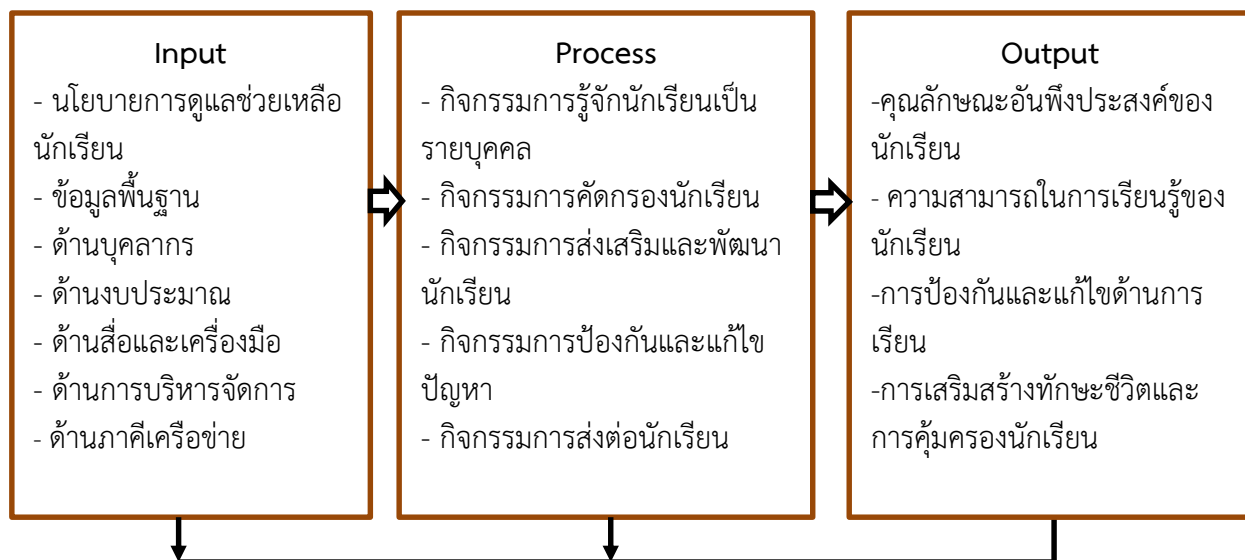 Input
- นโยบายการดูแลช่วยเหลือ
นักเรียน
- ข้อมูลพื้นฐาน
- ด้านบุคลากร
- ด้านงบประมาณ
- ด้านสื่อและเครื่องมือ
- ด้านการบริหารจัดการ
- ด้านภาคีเครือข่าย
Process
- กิจกรรมการรู้จักนักเรียนเป็น
รายบุคคล
- กิจกรรมการคัดกรองนักเรียน
- กิจกรรมการส่งเสริมและพัฒนา
นักเรียน
- กิจกรรมการป้องกันและแก้ไข
ปัญหา
- กิจกรรมการส่งต่อนักเรียน
Output
-คุณลักษณะอันพึงประสงค์ของ
นักเรียน
- ความสามารถในการเรียนรู้ของ
นักเรียน
-การป้องกันและแก้ไขด้านการ
เรียน
-การเสริมสร้างทักษะชีวิตและ
การคุ้มครองนักเรียน